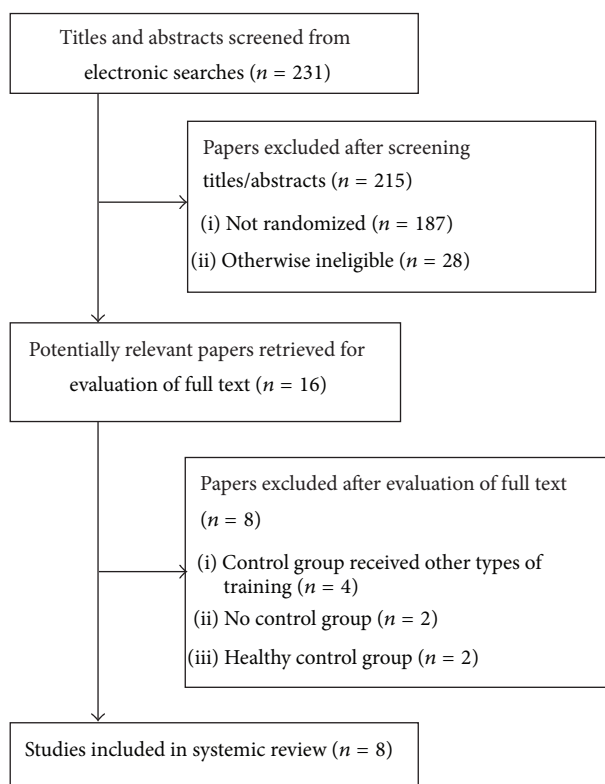 Titles and abstracts screened from
electronic searches (n = 231)
Papers excluded after screening
titles/abstracts (n = 215)
(i) Not randomized (n = 187)
(ii) Otherwise ineligible (n = 28)
Potentially relevant papers retrieved for
evaluation of full text (n = 16)
Papers excluded after evaluation of full text
(n = 8)
(i) Control group received other types of
training (n = 4)
(ii) No control group (n = 2)
(iii) Healthy control group (n = 2)
Studies included in systemic review (n = 8)